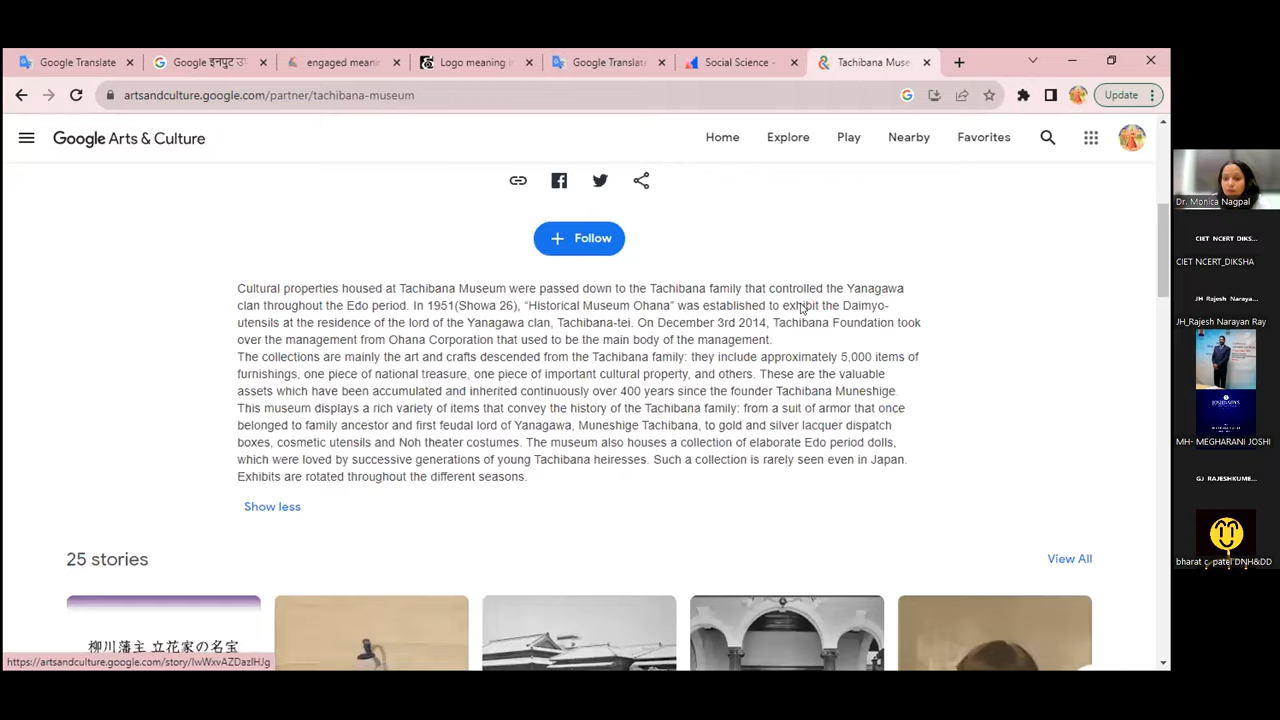 Google Translate
Google इनपुट उ
engaged meani
Logo meaning i
Google Translat
Social Science -
Tachibana Muse
artsandculture.google.com/partner/tachibana-museum
Update
Google Arts & Culture
Home
Explore
Play
Nearby
Favorites
Follow
Cultural properties housed at Tachibana Museum were passed down to the Tachibana family that controlled the Yanagawa
clan throughout the Edo period. In 1951(Showa 26), “Historical Museum Ohana” was established to exhibit the Daimyo-
utensils at the residence of the lord of the Yanagawa clan, Tachibana-tei. On December 3rd 2014, Tachibana Foundation took
over the management from Ohana Corporation that used to be the main body of the management.
The collections are mainly the art and crafts descended from the Tachibana family: they include approximately 5,000 items of
furnishings, one piece of national treasure, one piece of important cultural property, and others. These are the valuable
assets which have been accumulated and inherited continuously over 400 years since the founder Tachibana Muneshige.
This museum displays a rich variety of items that convey the history of the Tachibana family: from a suit of armor that once
belonged to family ancestor and first feudal lord of Yanagawa, Muneshige Tachibana, to gold and silver lacquer dispatch
boxes, cosmetic utensils and Noh theater costumes. The museum also houses a collection of elaborate Edo period dolls,
which were loved by successive generations of young Tachibana heiresses. Such a collection is rarely seen even in Japan.
Exhibits are rotated throughout the different seasons.
Show less
25 stories
View All
柳川藩主 立花家の名宝
https://artsandculture.google.com/story/IwWxvAZDazIHJg
Dr. Monica Nagpal
CIET NCERT DIKS...
CIET NCERT_DIKSHA
JH Rajesh Naraya...
JH_Rajesh Narayan Ray
MH- MEGHARANI JOSHI
GJ RAJESHKUME...
bharat c. patel DNH&DD